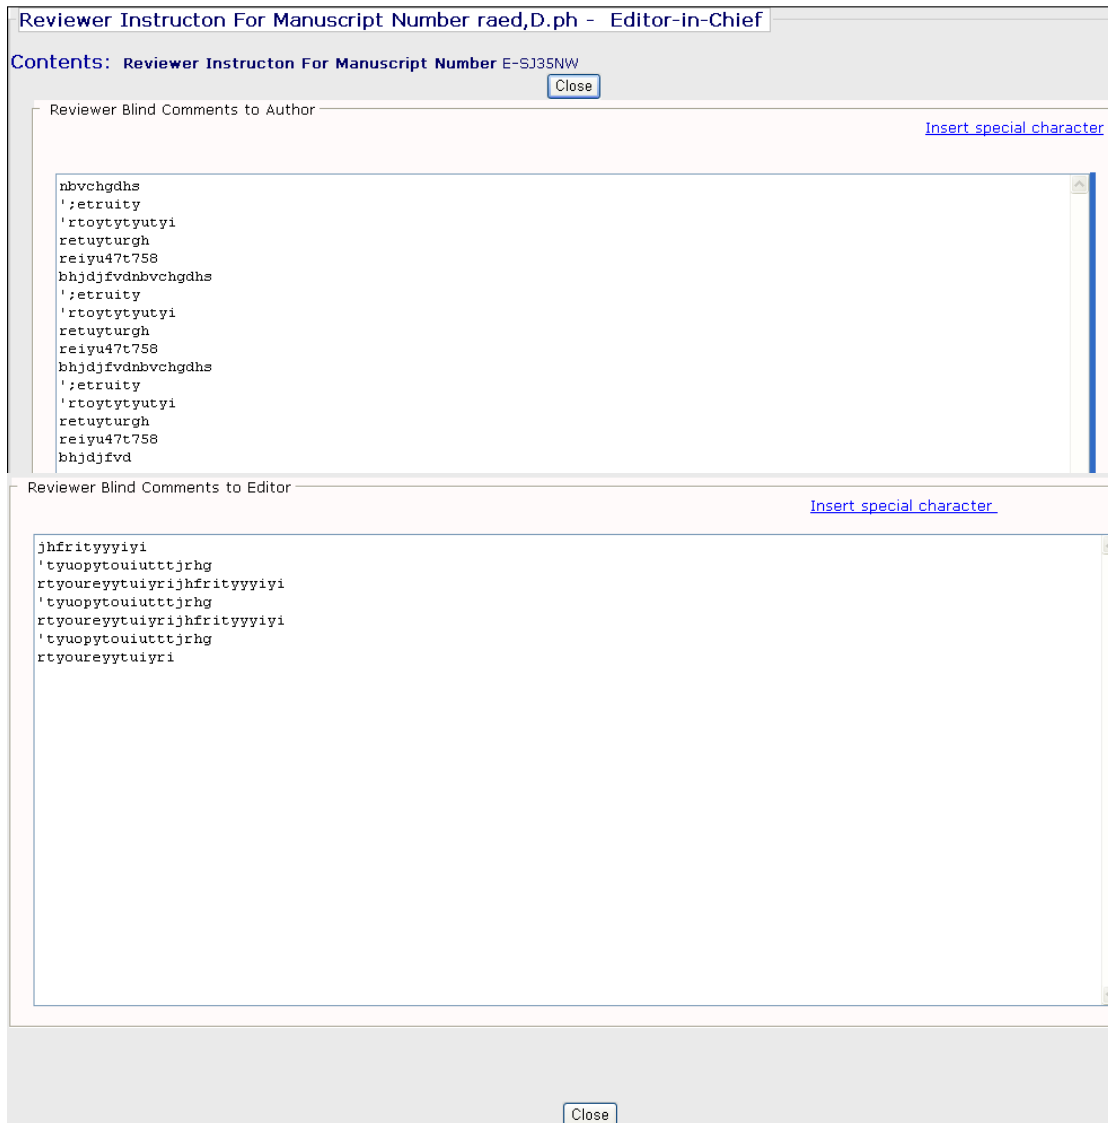 Reviewer Instructon For Manuscript Number raed,D.ph - Editor-in-Chief
Contents: Reviewer Instructon For Manuscript Number E-SJ35NW
Close
Reviewer Blind Comments to Author
Insert special character
nbvchgdhs
';etruity
'rtoytytyutyi
retuyturgh
reiyu47t758
bhjdjfvdnbvchgdhs
';etruity
'rtoytytyutyi
retuyturgh
reiyu47t758
bhjdjfvdnbvchgdhs
';etruity
'rtoytytyutyi
retuyturgh
reiyu47t758
bhjdjfvd
Reviewer Blind Comments to Editor
Insert special character
jhfrityyyiyi
'tyuopytouiutttjrhg
rtyoureyytuiyrijhfrityyyiyi
'tyuopytouiutttjrhg
rtyoureyytuiyrijhfrityyyiyi
'tyuopytouiutttjrhg
rtyoureyytuiyri
Close